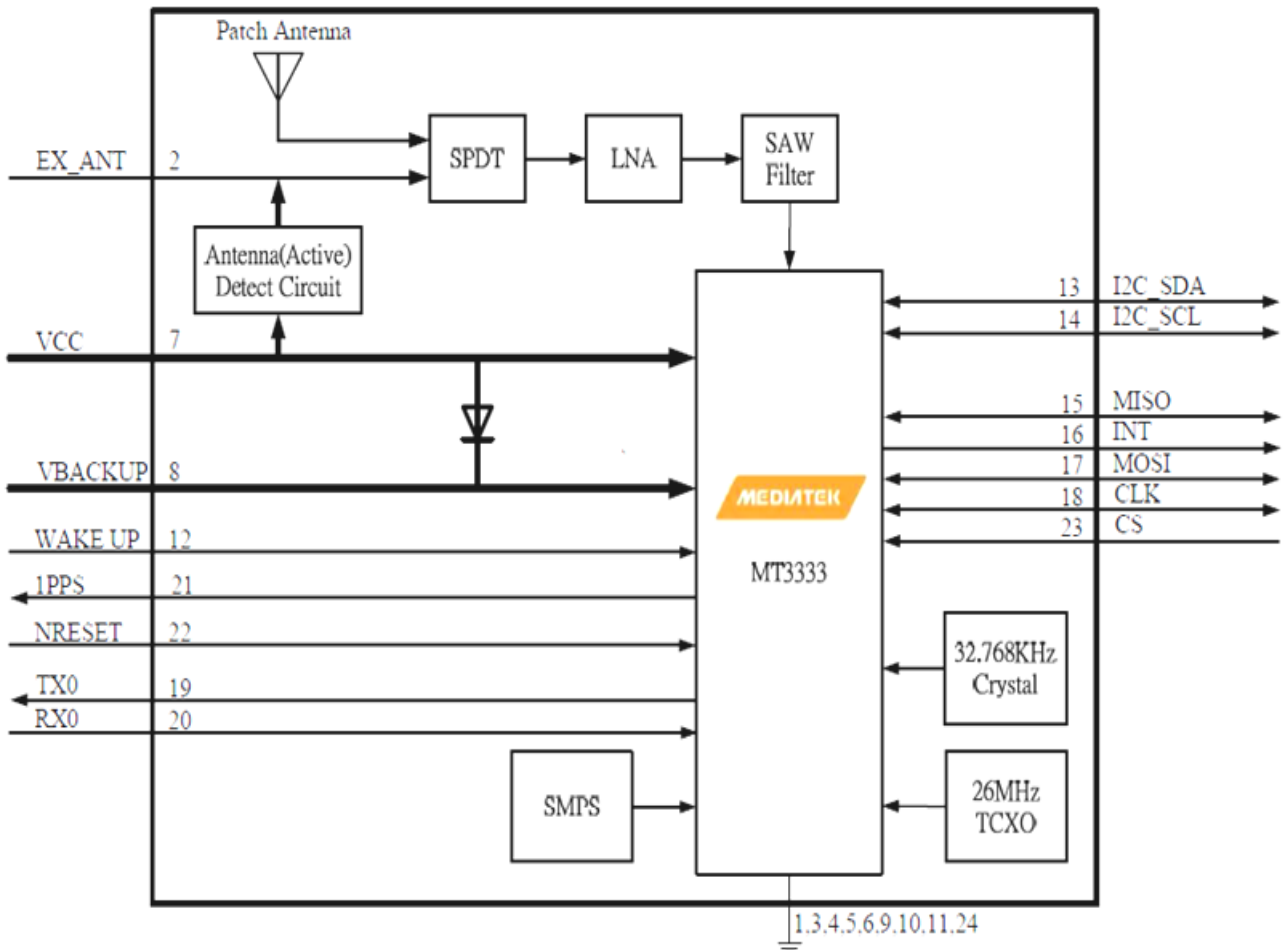 Patch Antenna
EX_ANT 2
SPDT
LNA
SAW
Filter
Antenna(Active)
Detect Circuit
13 I2C_SDA
14 I2C_SCL
VCC 7
15 MISO
16 INT
17 MOSI
18 CLK
23 CS
VBACKUP 8
MEDIATEK
MT3333
WAKE UP 12
1PPS 21
NRESET 22
TX0 19
RX0 20
32.768KHz
Crystal
SMPS
26MHz
TCXO
1.3.4.5.6.9.10.11.24